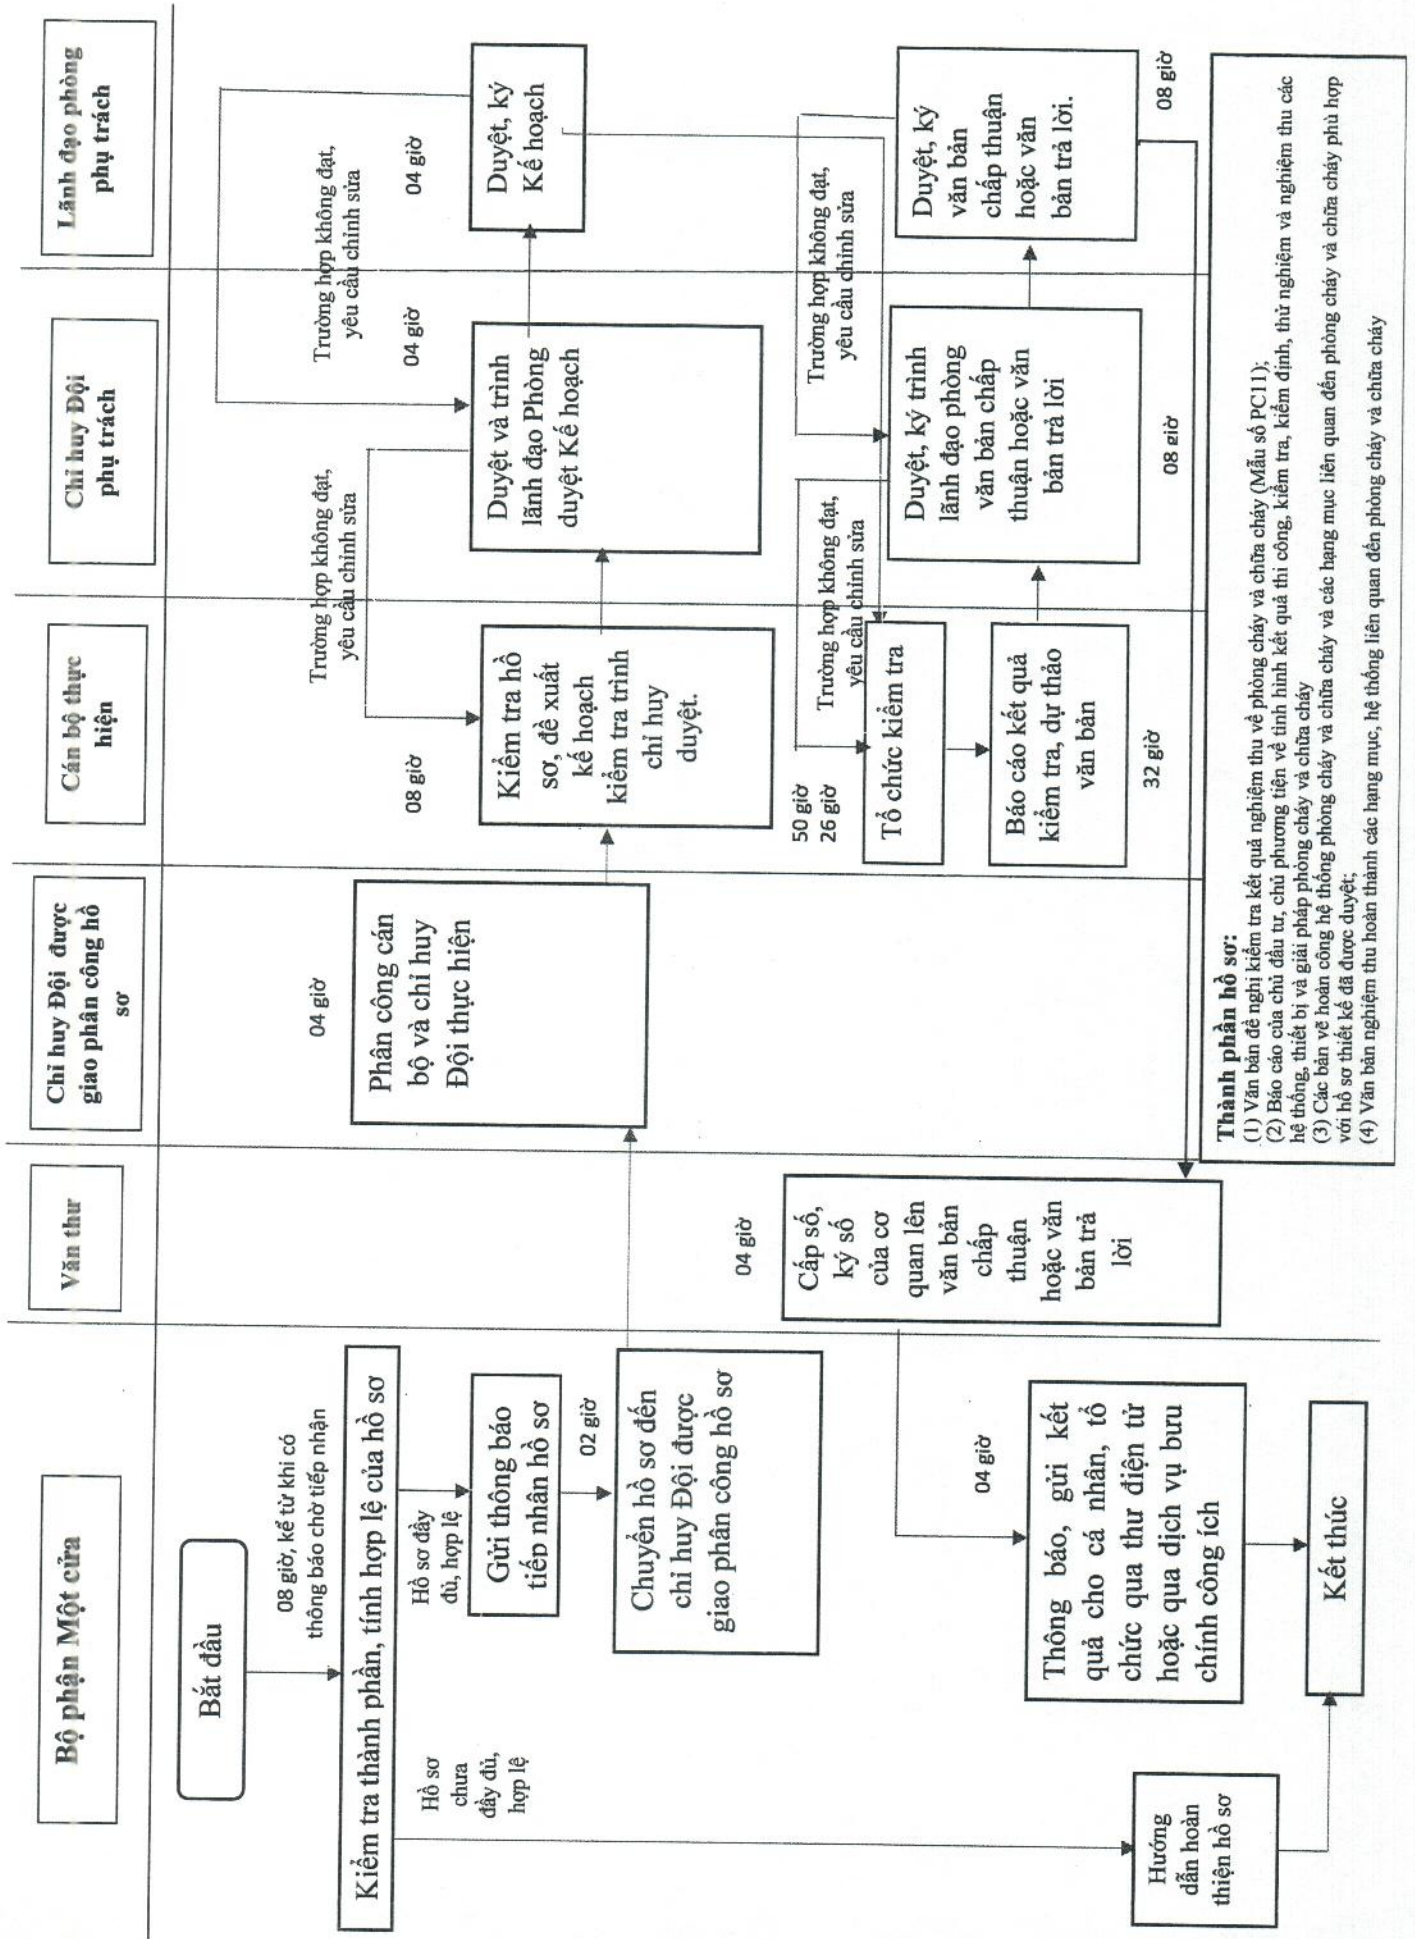 Bộ phận Một cửa
Văn thư
Chỉ huy Đội được
giao phân công hồ
sơ
Cán bộ thực
hiện
Chỉ huy Đội
phụ trách
Lãnh đạo phòng
phụ trách
Bắt đầu
08 giờ, kể từ khi có
thông báo chờ tiếp nhận
Kiểm tra thành phần, tính hợp lệ của hồ sơ
Hồ sơ
chưa
đầy đủ,
hợp lệ
Hồ sơ đầy
đủ, hợp lệ
Gửi thông báo
tiếp nhân hồ sơ
02 giờ
Chuyển hồ sơ đến
chỉ huy Đội được
giao phân công hồ sơ
04 giờ
Phân công cán
bộ và chỉ huy
Đội thực hiện
08 giờ
Kiểm tra hồ
sơ, đề xuất
kế hoạch
kiểm tra trình
chỉ huy
duyệt.
Trường hợp không đạt,
yêu cầu chỉnh sửa
04 giờ
Duyệt và trình
lãnh đạo Phòng
duyệt Kế hoạch
Trường hợp không đạt,
yêu cầu chỉnh sửa
04 giờ
Duyệt, ký
Kế hoạch
50 giờ
26 giờ
Tổ chức kiểm tra
Báo cáo kết quả
kiểm tra, dự thảo
văn bản
32 giờ
Trường hợp không đạt,
yêu cầu chỉnh sửa
Duyệt, ký trình
lãnh đạo phòng
văn bản chấp
thuận hoặc văn
bản trả lời
08 giờ
Trường hợp không đạt,
yêu cầu chỉnh sửa
Duyệt, ký
văn bản
chấp thuận
hoặc văn
bản trả lời.
08 giờ
04 giờ
Cấp số,
ký số
của cơ
quan lên
văn bản
chấp
thuận
hoặc văn
bản trả
lời
04 giờ
Thông báo, gửi kết
quả cho cá nhân, tổ
chức qua thư điện tử
hoặc qua dịch vụ bưu
chính công ích
Hướng
dẫn hoàn
thiện hồ sơ
Kết thúc
Thành phần hồ sơ:
(1) Văn bản đề nghị kiểm tra kết quả nghiệm thu về phòng cháy và chữa cháy (Mẫu số PC11);
(2) Báo cáo của chủ đầu tư, chủ phương tiện về tình hình kết quả thi công, kiểm tra, kiểm định, thử nghiệm và nghiệm thu các
hệ thống, thiết bị và giải pháp phòng cháy và chữa cháy
(3) Các bản vẽ hoàn công hệ thống phòng cháy và chữa cháy và các hạng mục liên quan đến phòng cháy và chữa cháy phù hợp
với hồ sơ thiết kế đã được duyệt;
(4) Văn bản nghiệm thu hoàn thành các hạng mục, hệ thống liên quan đến phòng cháy và chữa cháy